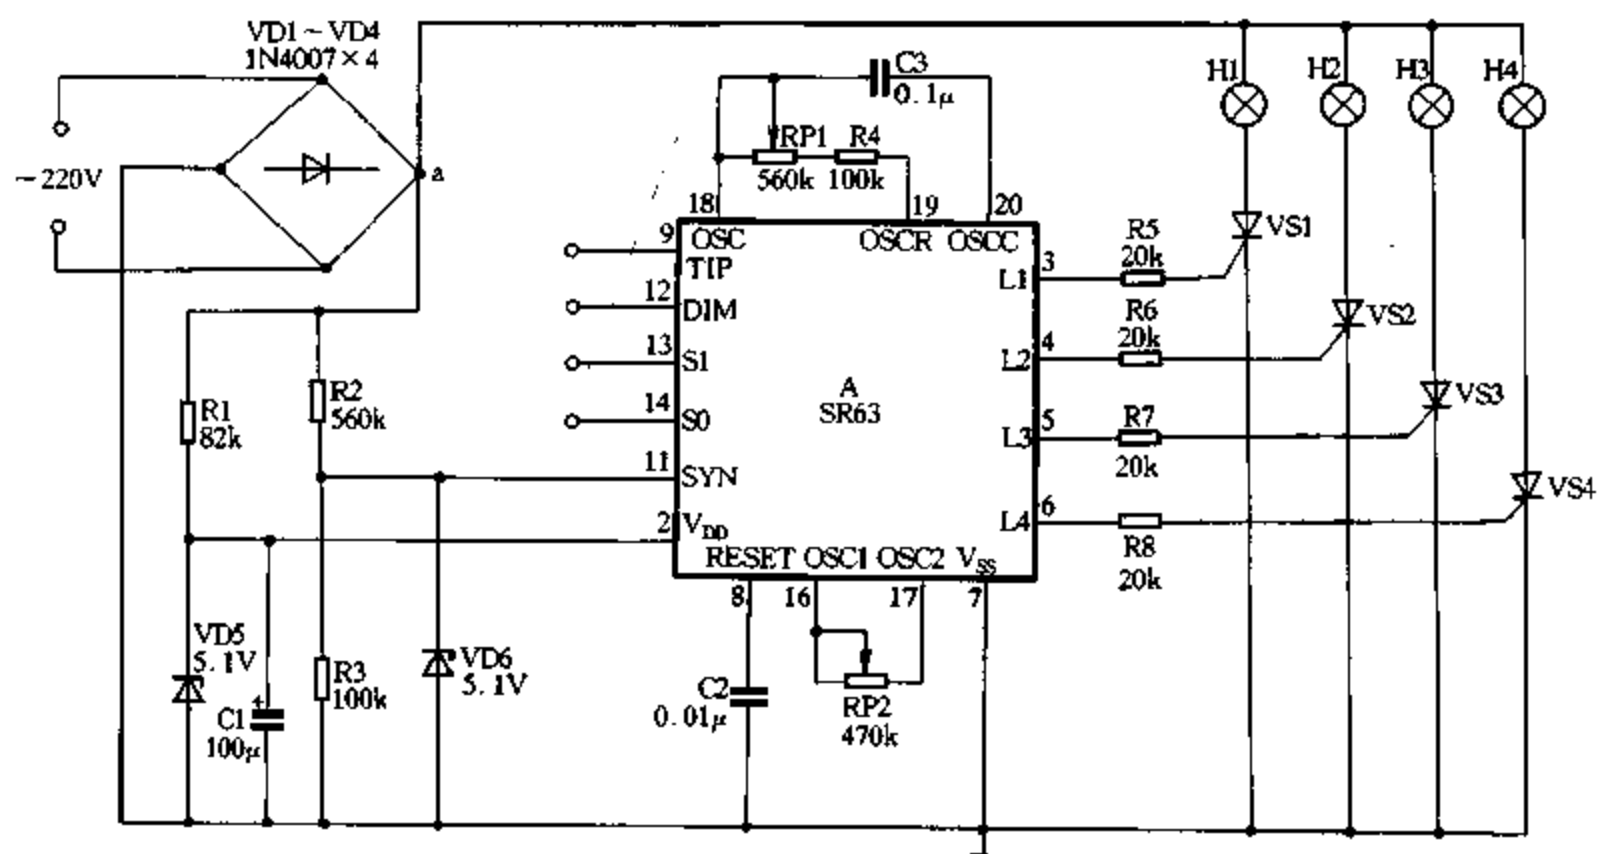 VD1~VD4
1N4007×4
~220V
a
C3
0.1μ
RP1
560k
R4
100k
18
19
20
OSC
OSCR
OSCC
9
TIP
12
DIM
13
S1
14
S0
11
SYN
2
VDD
A
SR63
L1
3
L2
4
L3
5
L4
6
RESET
OSC1
OSC2
VSS
8
16
17
7
H1
H2
H3
H4
R5
20k
VS1
R6
20k
VS2
R7
20k
VS3
R8
20k
VS4
R1
82k
R2
560k
VD5
5.1V
C1
+
100μ
R3
100k
VD6
5.1V
C2
0.01μ
RP2
470k